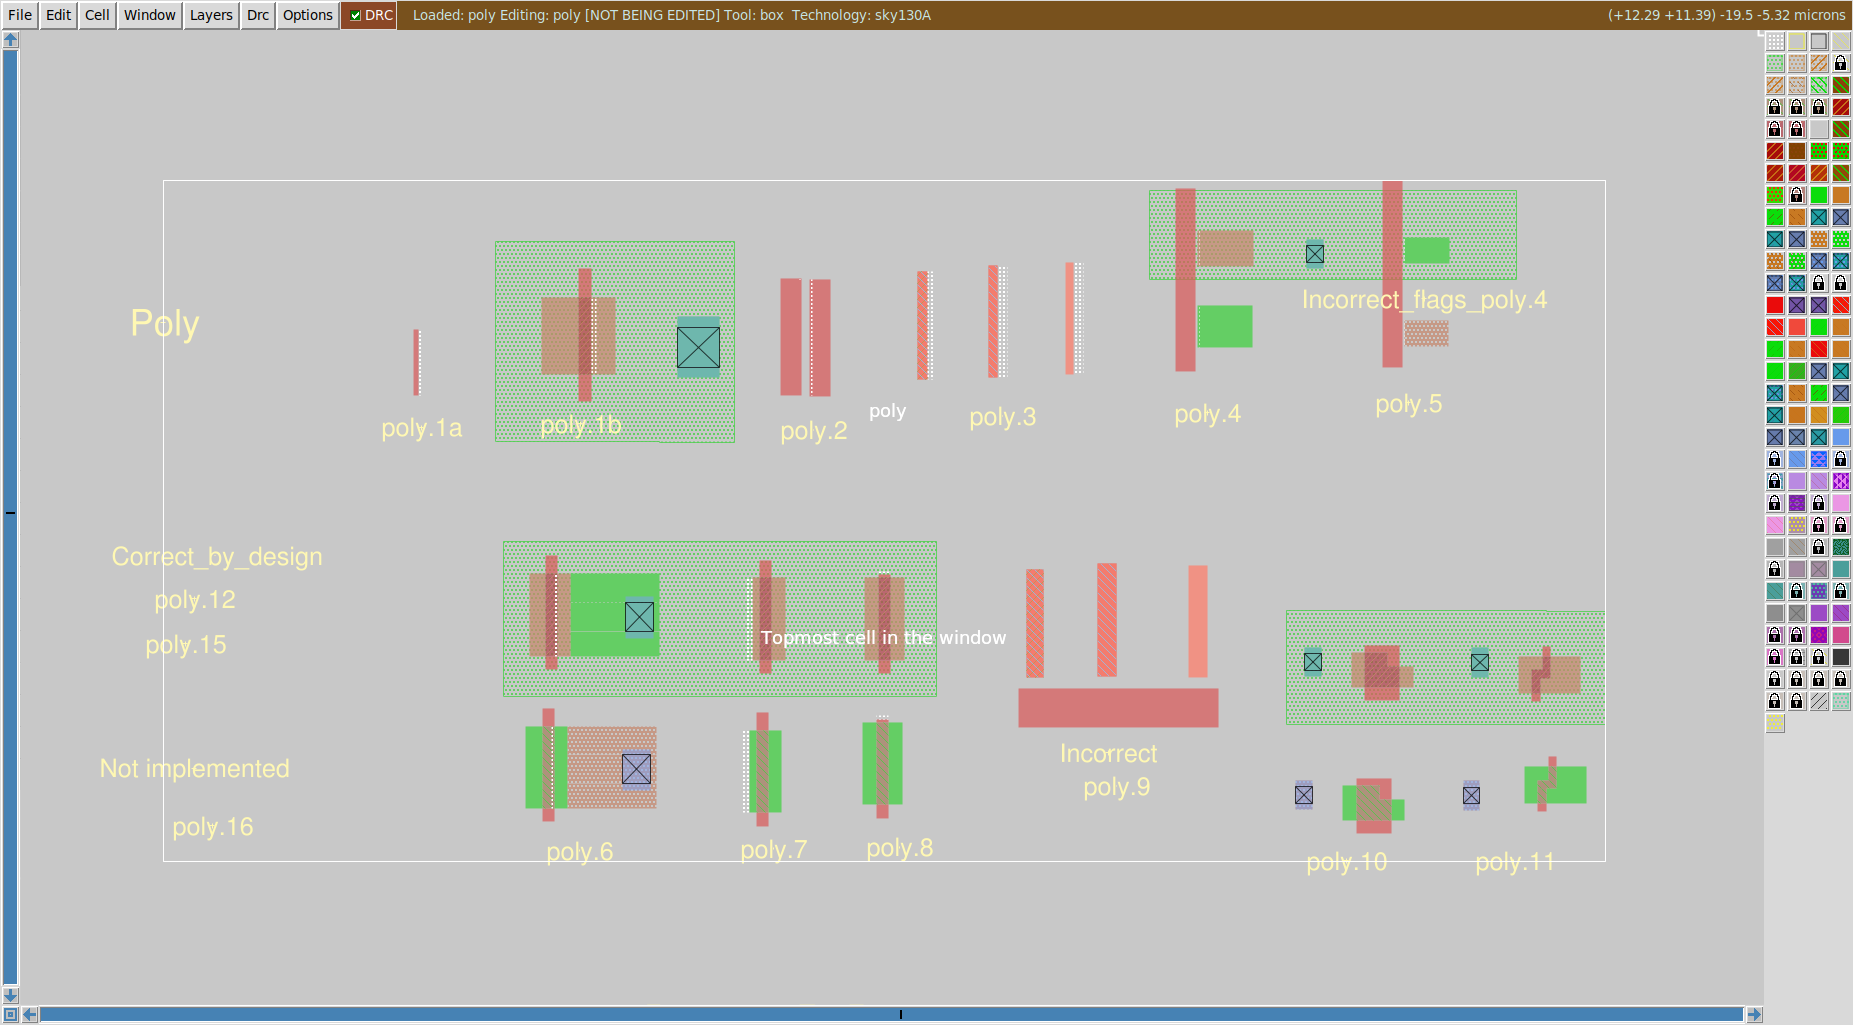 File Edit Cell Window Layers Drc Options DRC Loaded: poly Editing: poly [NOT BEING EDITED] Tool: box Technology: sky130A (+12.29 +11.39) -19.5 -5.32 microns
Incorrect_flags_poly.4
Poly
poly.1a
poly.1b
poly.2
poly
poly.3
poly.4
poly.5
Correct_by_design
poly.12
poly.15
Topmost cell in the window
Not implemented
poly.16
Incorrect
poly.9
poly.6
poly.7
poly.8
poly.10
poly.11